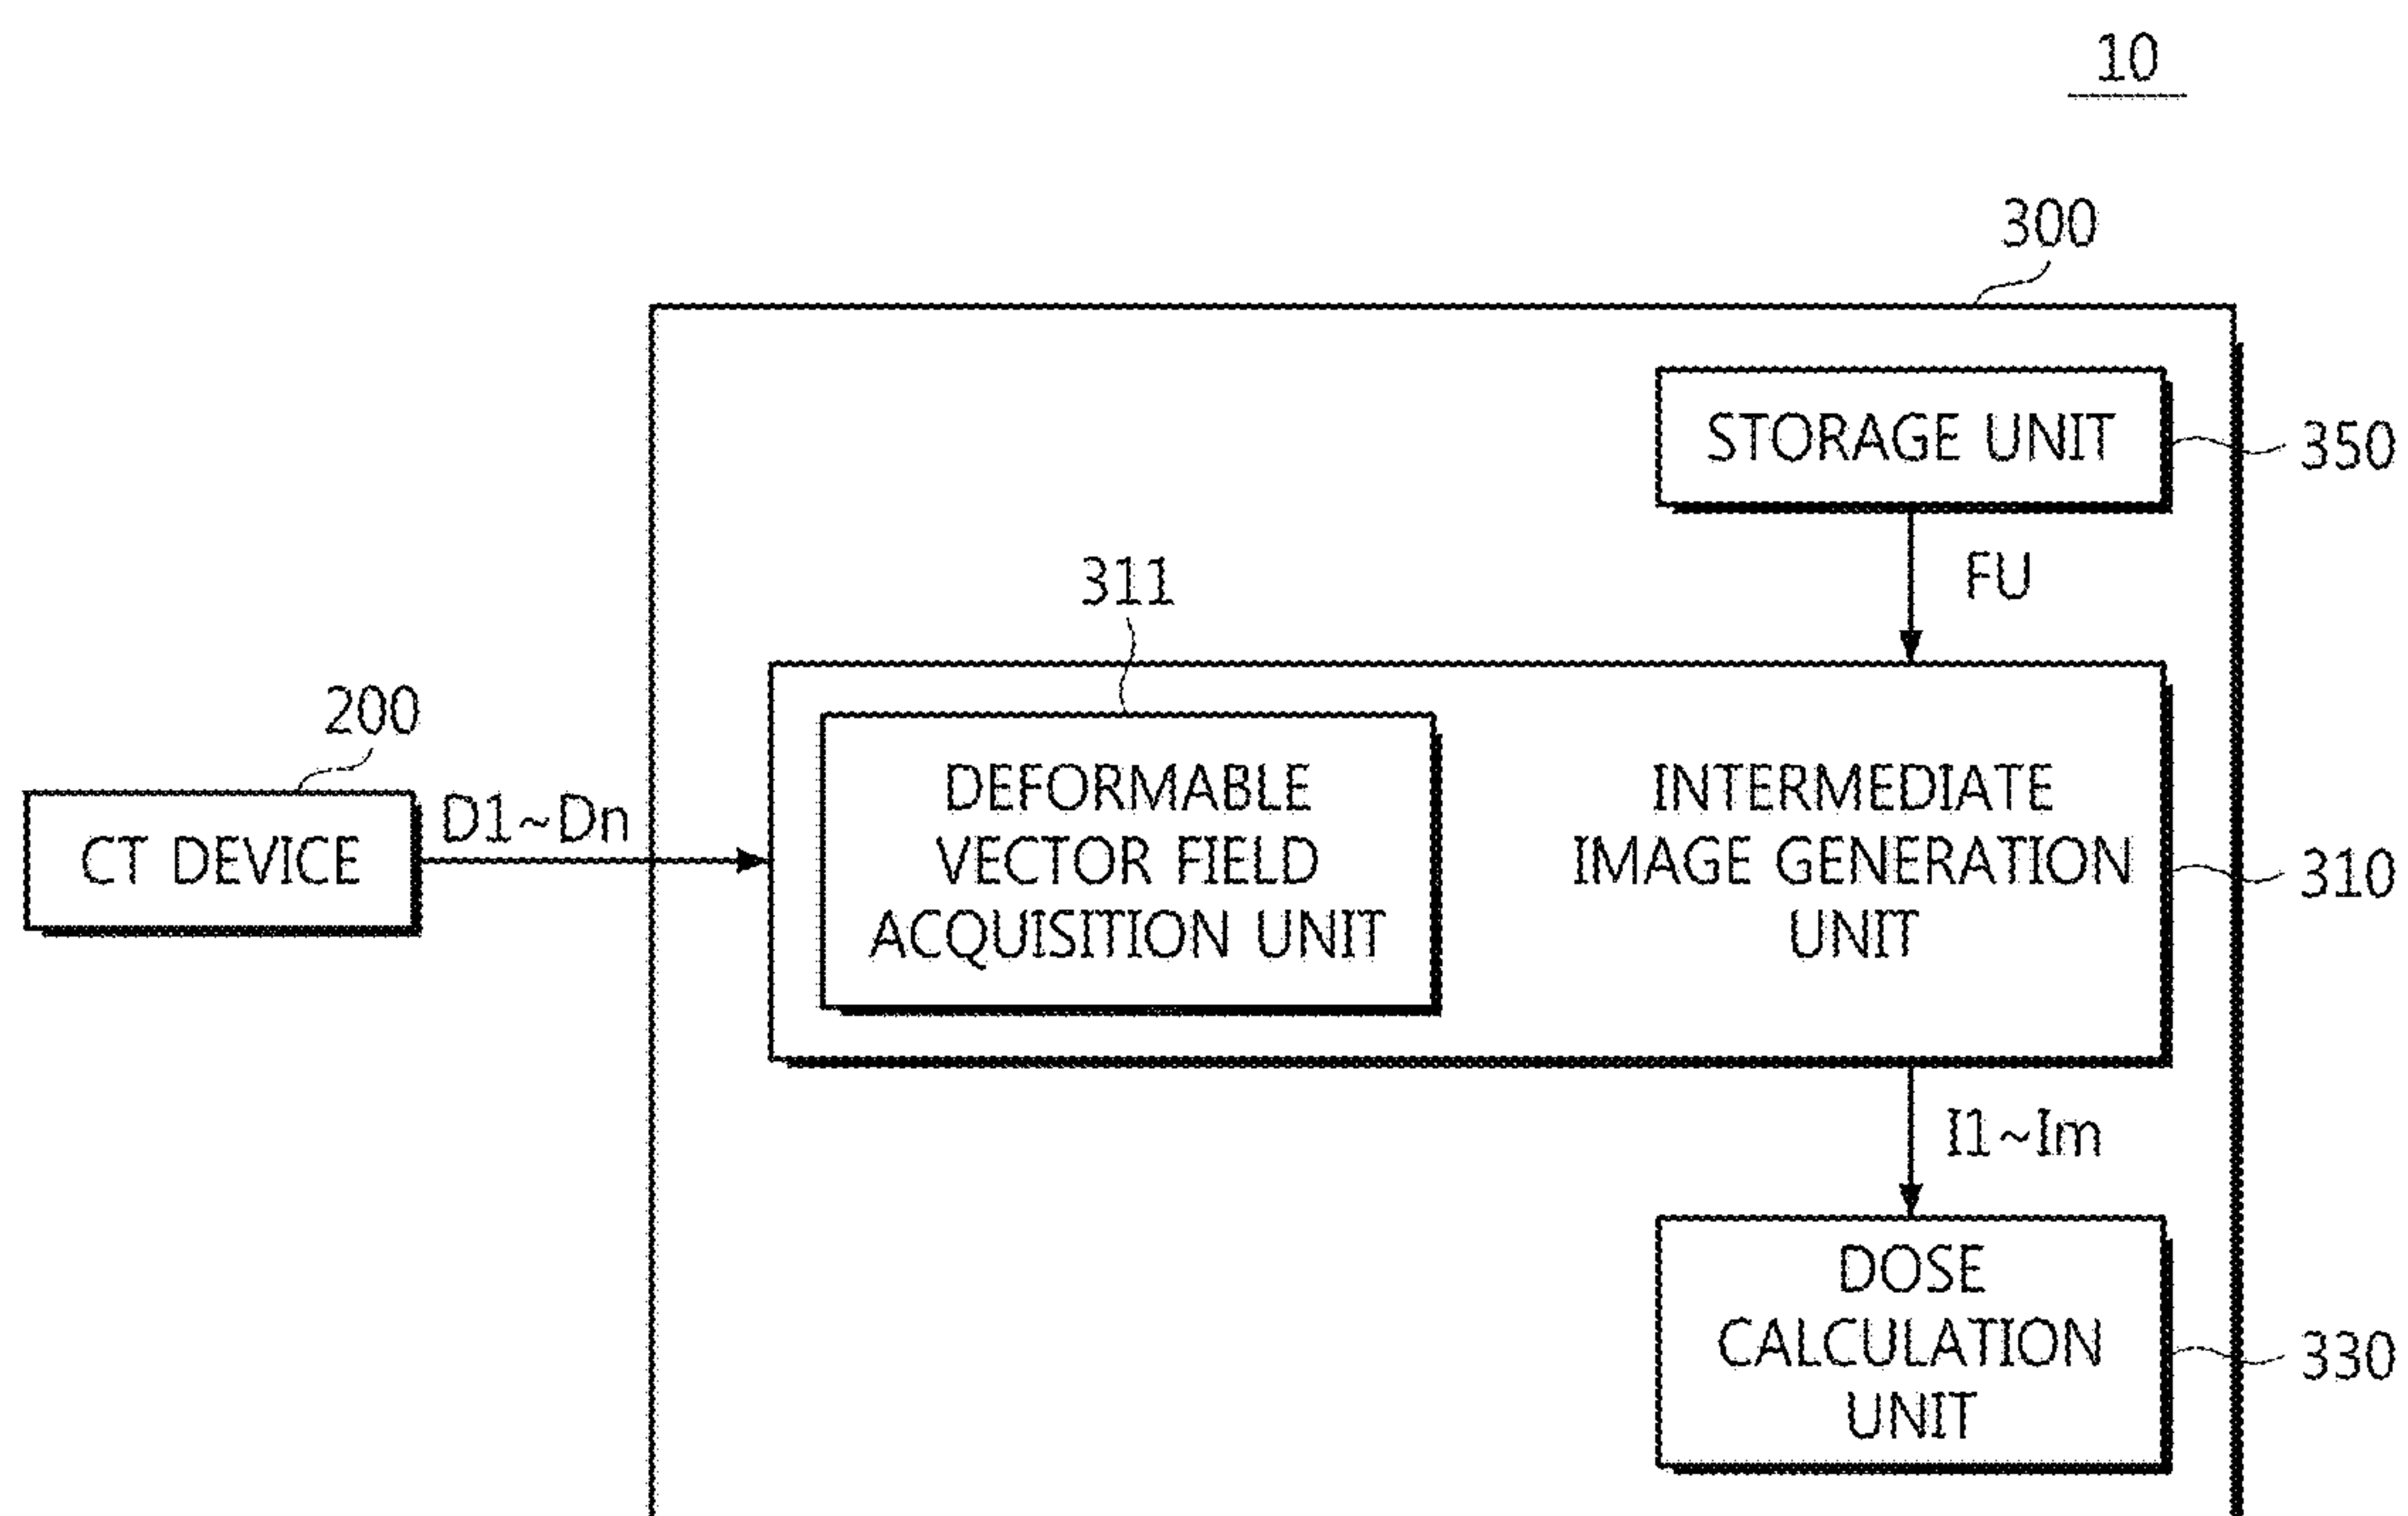 10
300
STORAGE UNIT
350
FU
311
200
CT DEVICE
D1~Dn
DEFORMABLE
VECTOR FIELD
ACQUISITION UNIT
INTERMEDIATE
IMAGE GENERATION
UNIT
310
I1~Im
DOSE
CALCULATION
UNIT
330